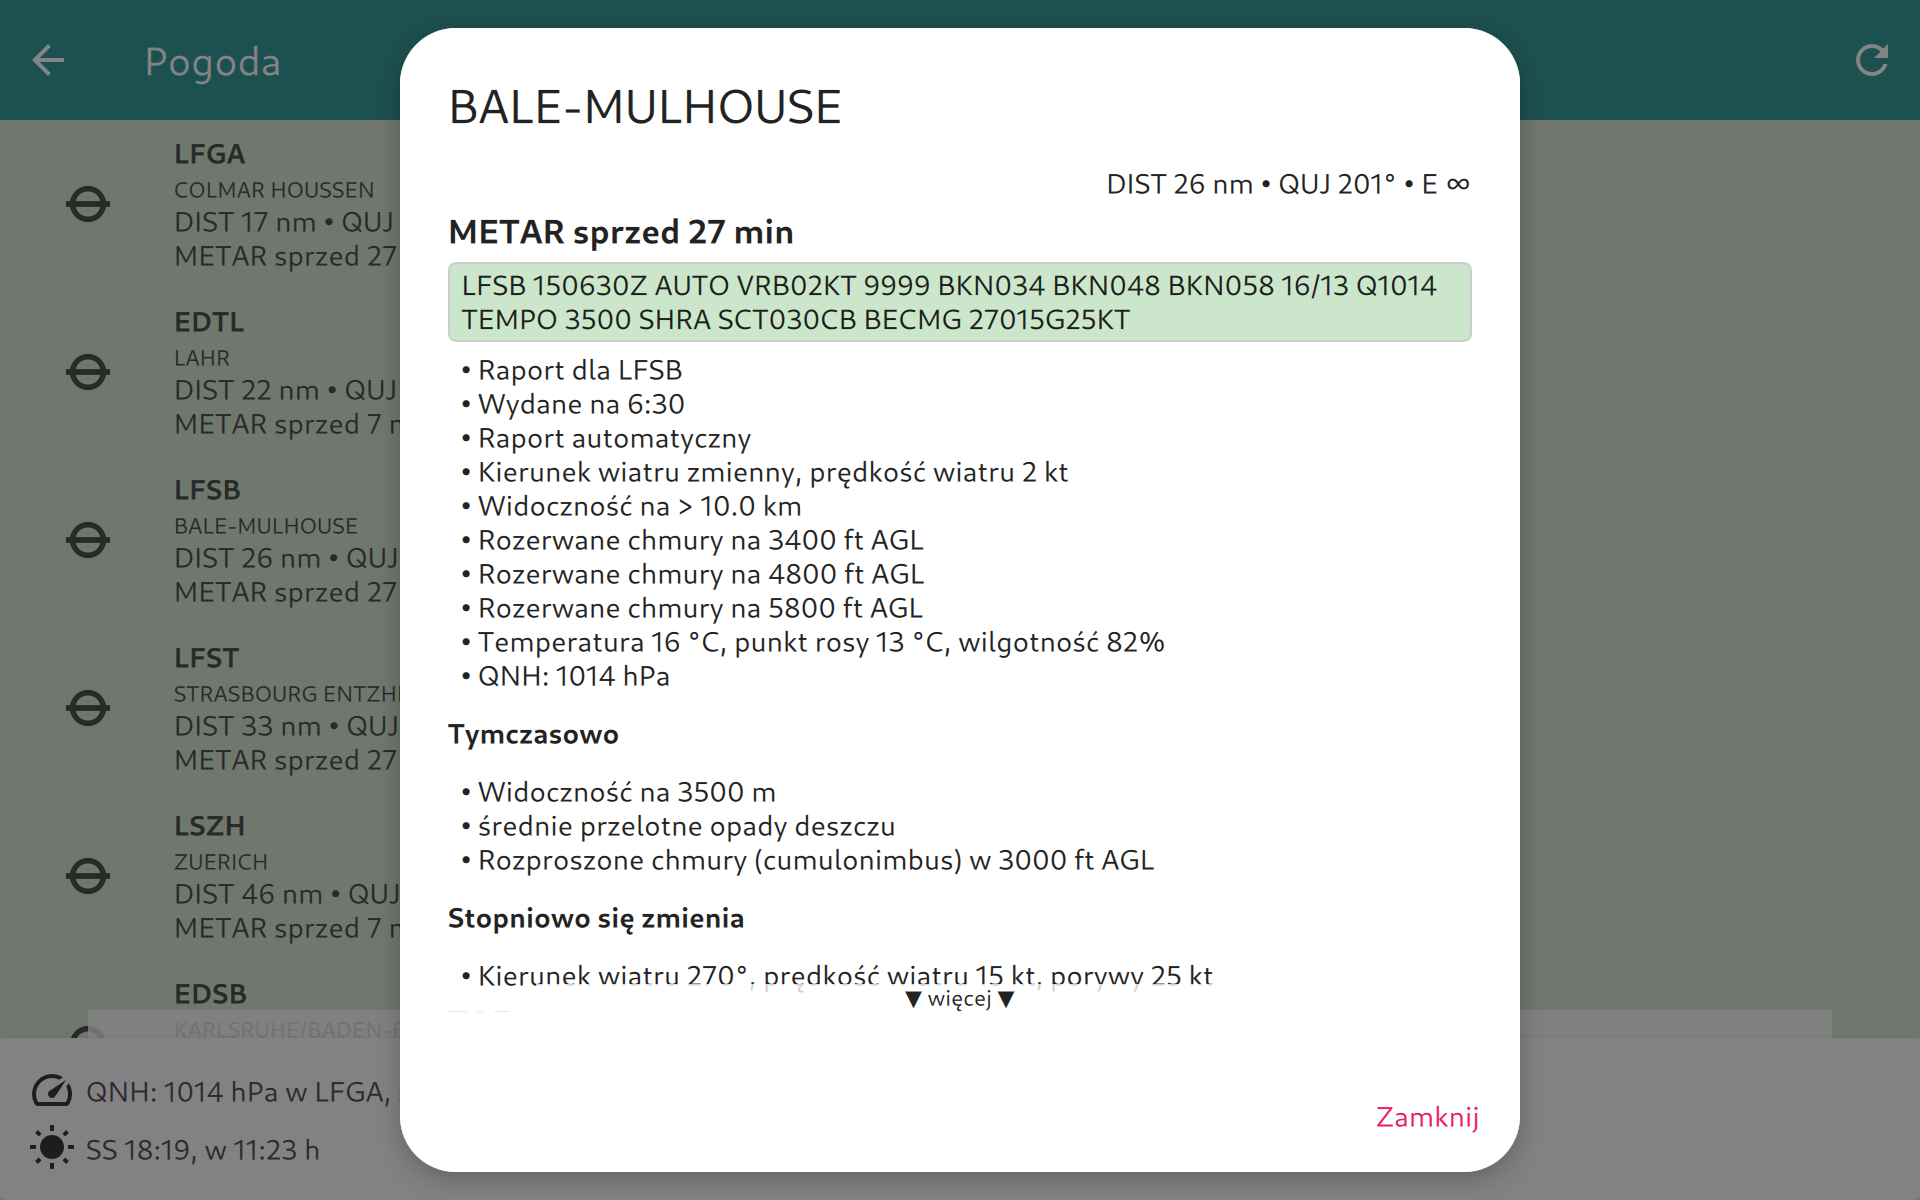 Pogoda
LFGA
COLMAR HOUSSEN
DIST 17 nm • QUJ
METAR sprzed 27
EDTL
LAHR
DIST 22 nm • QUJ
METAR sprzed 7
LFSB
BALE-MULHOUSE
DIST 26 nm • QUJ
METAR sprzed 27
LFST
STRASBOURG
DIST 33 nm • QUJ
METAR sprzed 27
LSZH
ZUERICH
DIST 46 nm • QUJ
METAR sprzed 7
EDSB
KARLSRUHE/BADEN-
QNH: 1014 hPa w LFGA,
SS 18:19, w 11:23 h
BALE-MULHOUSE
DIST 26 nm • QUJ 201° • E ∞
METAR sprzed 27 min
LFSB 150630Z AUTO VRB02KT 9999 BKN034 BKN048 BKN058 16/13 Q1014
TEMPO 3500 SHRA SCT030CB BECMG 27015G25KT
• Raport dla LFSB
• Wydane na 6:30
• Raport automatyczny
• Kierunek wiatru zmienny, prędkość wiatru 2 kt
• Widoczność na > 10.0 km
• Rozerwane chmury na 3400 ft AGL
• Rozerwane chmury na 4800 ft AGL
• Rozerwane chmury na 5800 ft AGL
• Temperatura 16 °C, punkt rosy 13 °C, wilgotność 82%
• QNH: 1014 hPa
Tymczasowo
• Widoczność na 3500 m
• średnie przelotne opady deszczu
• Rozproszone chmury (cumulonimbus) w 3000 ft AGL
Stopniowo się zmienia
• Kierunek wiatru 270°, prędkość wiatru 15 kt, porywy 25 kt
▼ więcej ▼
Zamknij